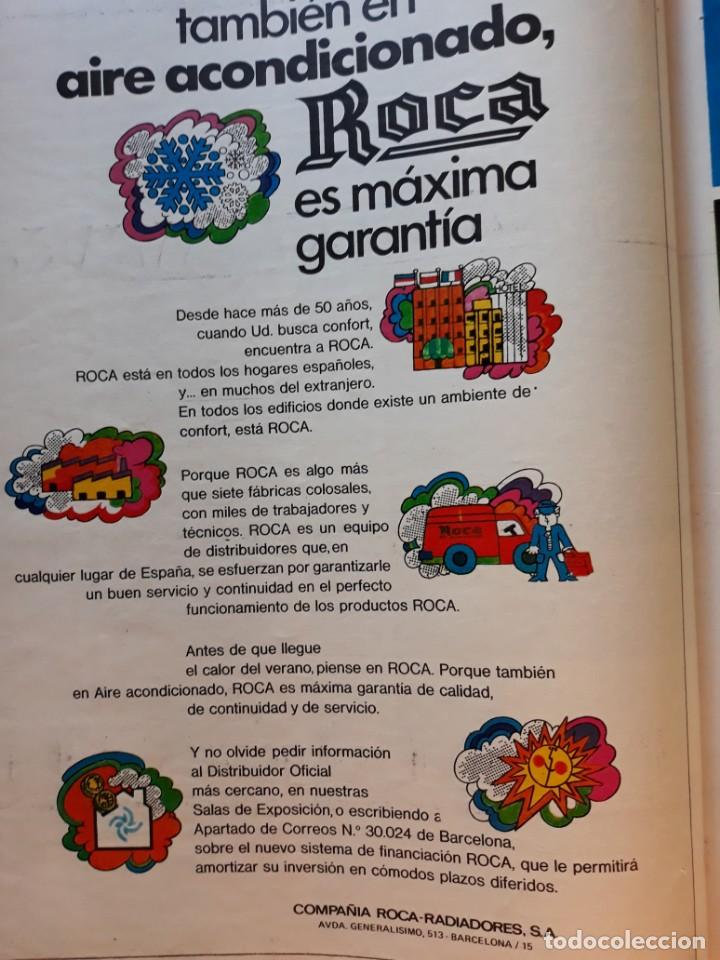 también en
aire acondicionado,
Roca
es máxima
garantía
HOTEL
Desde hace más de 50 años,
cuando Ud. busca confort,
encuentra a ROCA.
ROCA está en todos los hogares españoles,
y... en muchos del extranjero.
En todos los edificios donde existe un ambiente de
confort, está ROCA.
Porque ROCA es algo más
que siete fábricas colosales,
con miles de trabajadores y
técnicos. ROCA es un equipo
de distribuidores que, en
cualquier lugar de España, se esfuerzan por garantizarle
un buen servicio y continuidad en el perfecto
funcionamiento de los productos ROCA.
Roca
Antes de que llegue
el calor del verano, piense en ROCA. Porque también
en Aire acondicionado, ROCA es máxima garantia de calidad,
de continuidad y de servicio.
Y no olvide pedir información
al Distribuidor Oficial
más cercano, en nuestras
Salas de Exposición, o escribiendo a
Apartado de Correos N.º 30.024 de Barcelona,
sobre el nuevo sistema de financiación ROCA, que le permitirá
amortizar su inversión en cómodos plazos diferidos.
COMPAÑIA ROCA-RADIADORES, S.A.
AVDA. GENERALISIMO, 513 - BARCELONA / 15
todocoleccion